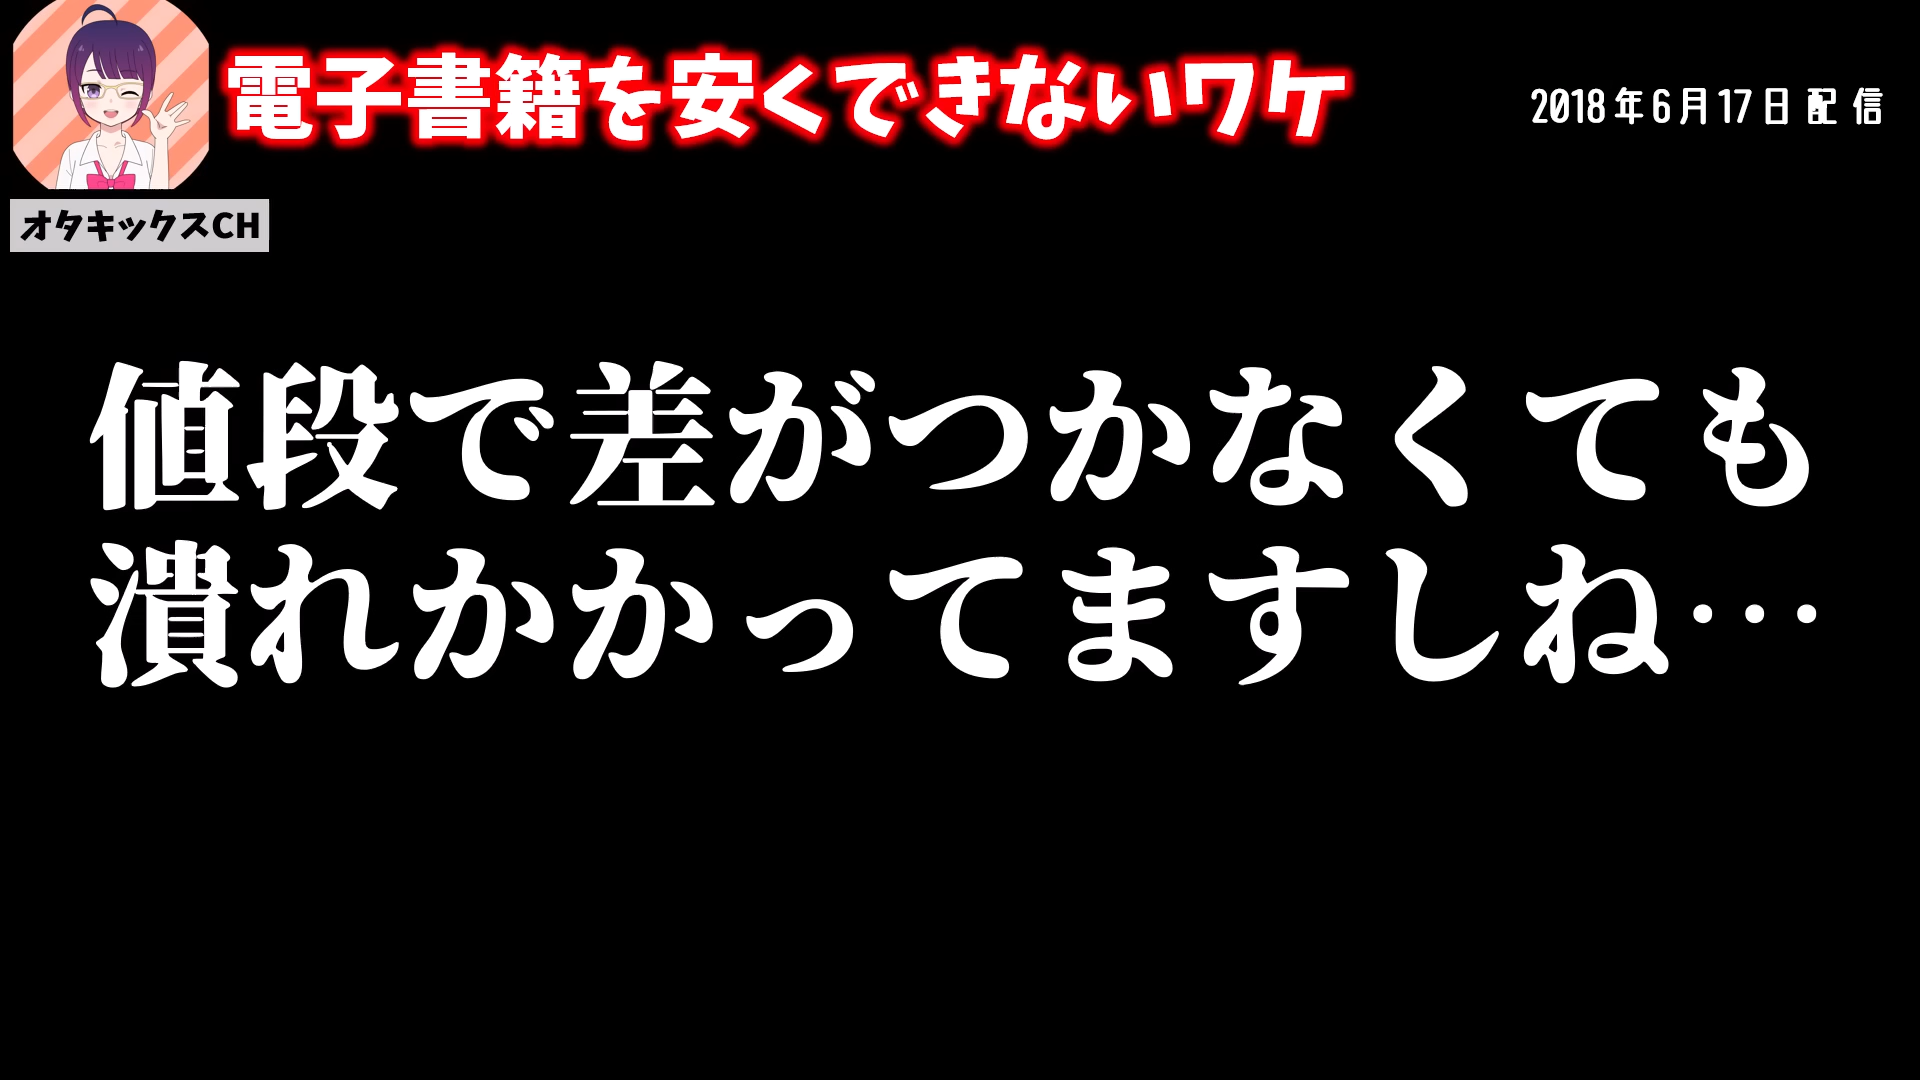 電子書籍を安くできないワケ
2018年6月17日配信
オタキックスCH
値段で差がつかなくても
潰れかかってますしね…